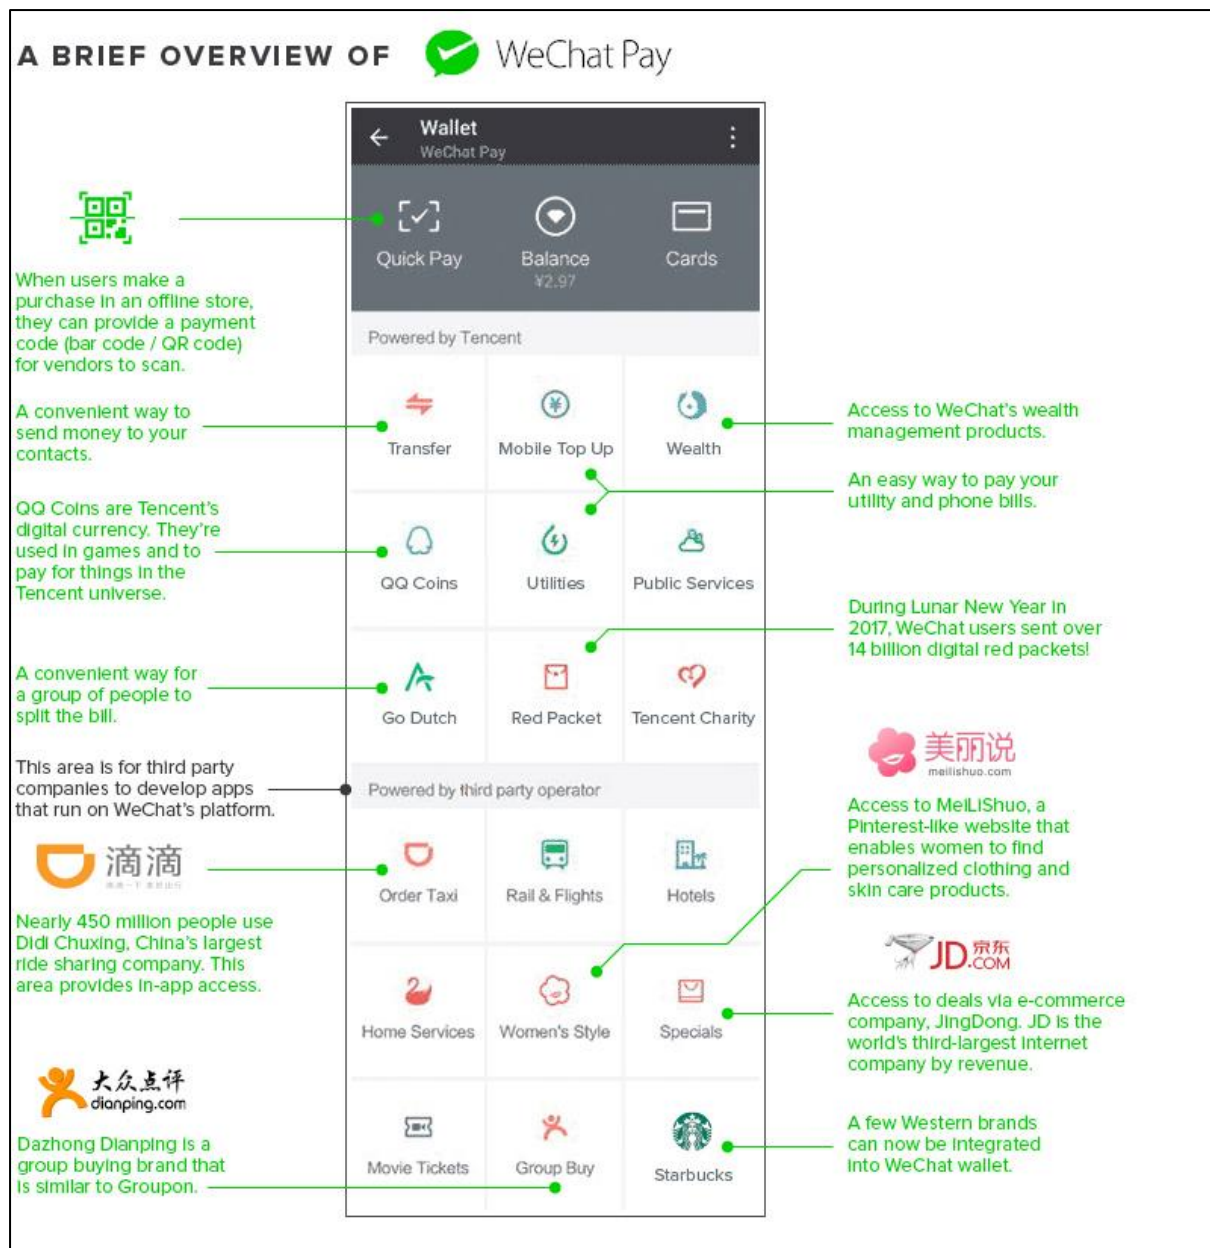 A BRIEF OVERVIEW OF WeChat Pay
Wallet
WeChat Pay
Quick Pay
Balance
¥2.97
Cards
When users make a
purchase in an offline store,
they can provide a payment
code (bar code / QR code)
for vendors to scan.
Powered by Tencent
A convenient way to
send money to your
contacts.
Transfer
Mobile Top Up
Wealth
Access to WeChat's wealth
management products.
An easy way to pay your
utility and phone bills.
QQ Coins are Tencent's
digital currency. They're
used in games and to
pay for things in the
Tencent universe.
QQ Coins
Utilities
Public Services
During Lunar New Year in
2017, WeChat users sent over
14 billion digital red packets!
A convenient way for
a group of people to
split the bill.
Go Dutch
Red Packet
Tencent Charity
This area is for third party
companies to develop apps
that run on WeChat's platform.
Powered by third party operator
美丽说
meilishuo.com
Access to MeiLiShuo, a
Pinterest-like website that
enables women to find
personalized clothing and
skin care products.
滴滴
Nearly 450 million people use
Didi Chuxing, China's largest
ride sharing company. This
area provides in-app access.
Order Taxi
Rail & Flights
Hotels
JD.COM 京东
Access to deals via e-commerce
company, JingDong. JD is the
world's third-largest internet
company by revenue.
Home Services
Women's Style
Specials
大众点评
dianping.com
Dazhong Dianping is a
group buying brand that
is similar to Groupon.
Movie Tickets
Group Buy
Starbucks
A few Western brands
can now be integrated
into WeChat wallet.